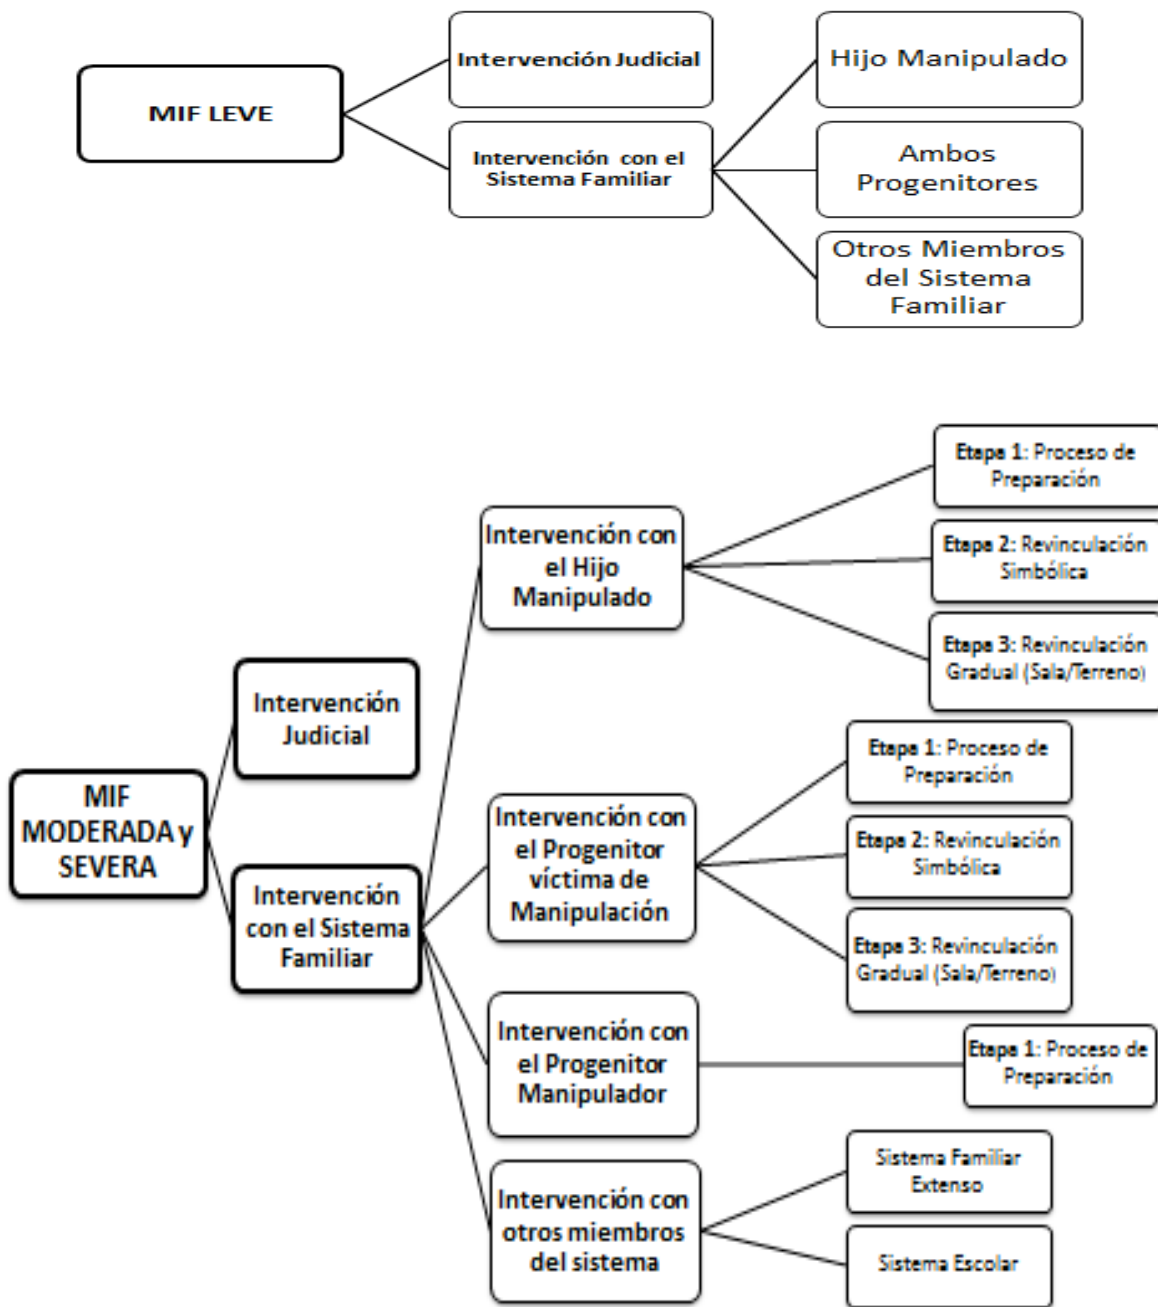 MIF LEVE
Intervención Judicial
Intervención con el
Sistema Familiar
Hijo Manipulado
Ambos
Progenitores
Otros Miembros
del Sistema
Familiar
MIF
MODERADA y
SEVERA
Intervención
Judicial
Intervención
con el Sistema
Familiar
Intervención con
el Hijo
Manipulado
Etapa 1: Proceso de
Preparación
Etapa 2: Revinculación
Simbólica
Etapa 3: Revinculación
Gradual (Sala/Terreno)
Intervención con
el Progenitor
víctima de
Manipulación
Etapa 1: Proceso de
Preparación
Etapa 2: Revinculación
Simbólica
Etapa 3: Revinculación
Gradual (Sala/Terreno)
Intervención con
el Progenitor
Manipulador
Etapa 1: Proceso de
Preparación
Intervención con
otros miembros
del sistema
Sistema Familiar
Extenso
Sistema Escolar